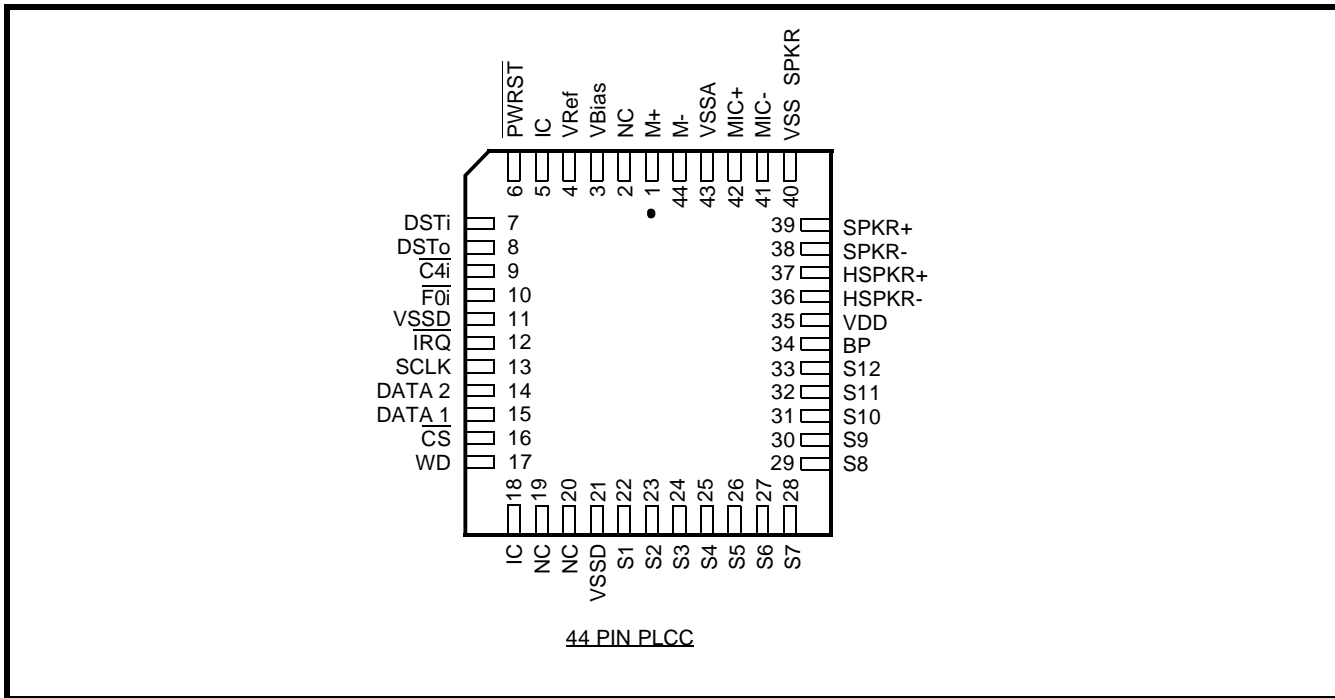 PWRST
IC
VRef
VBias
NC
M+
M-
VSSA
MIC+
MIC-
VSS SPKR
6
5
4
3
2
1
44
43
42
41
40
DSTi 7
DSTo 8
C4i 9
F0i 10
VSSD 11
IRQ 12
SCLK 13
DATA 2 14
DATA 1 15
CS 16
WD 17
39 SPKR+
38 SPKR-
37 HSPKR+
36 HSPKR-
35 VDD
34 BP
33 S12
32 S11
31 S10
30 S9
29 S8
18
19
20
21
22
23
24
25
26
27
28
IC
NC
NC
VSSD
S1
S2
S3
S4
S5
S6
S7
44 PIN PLCC